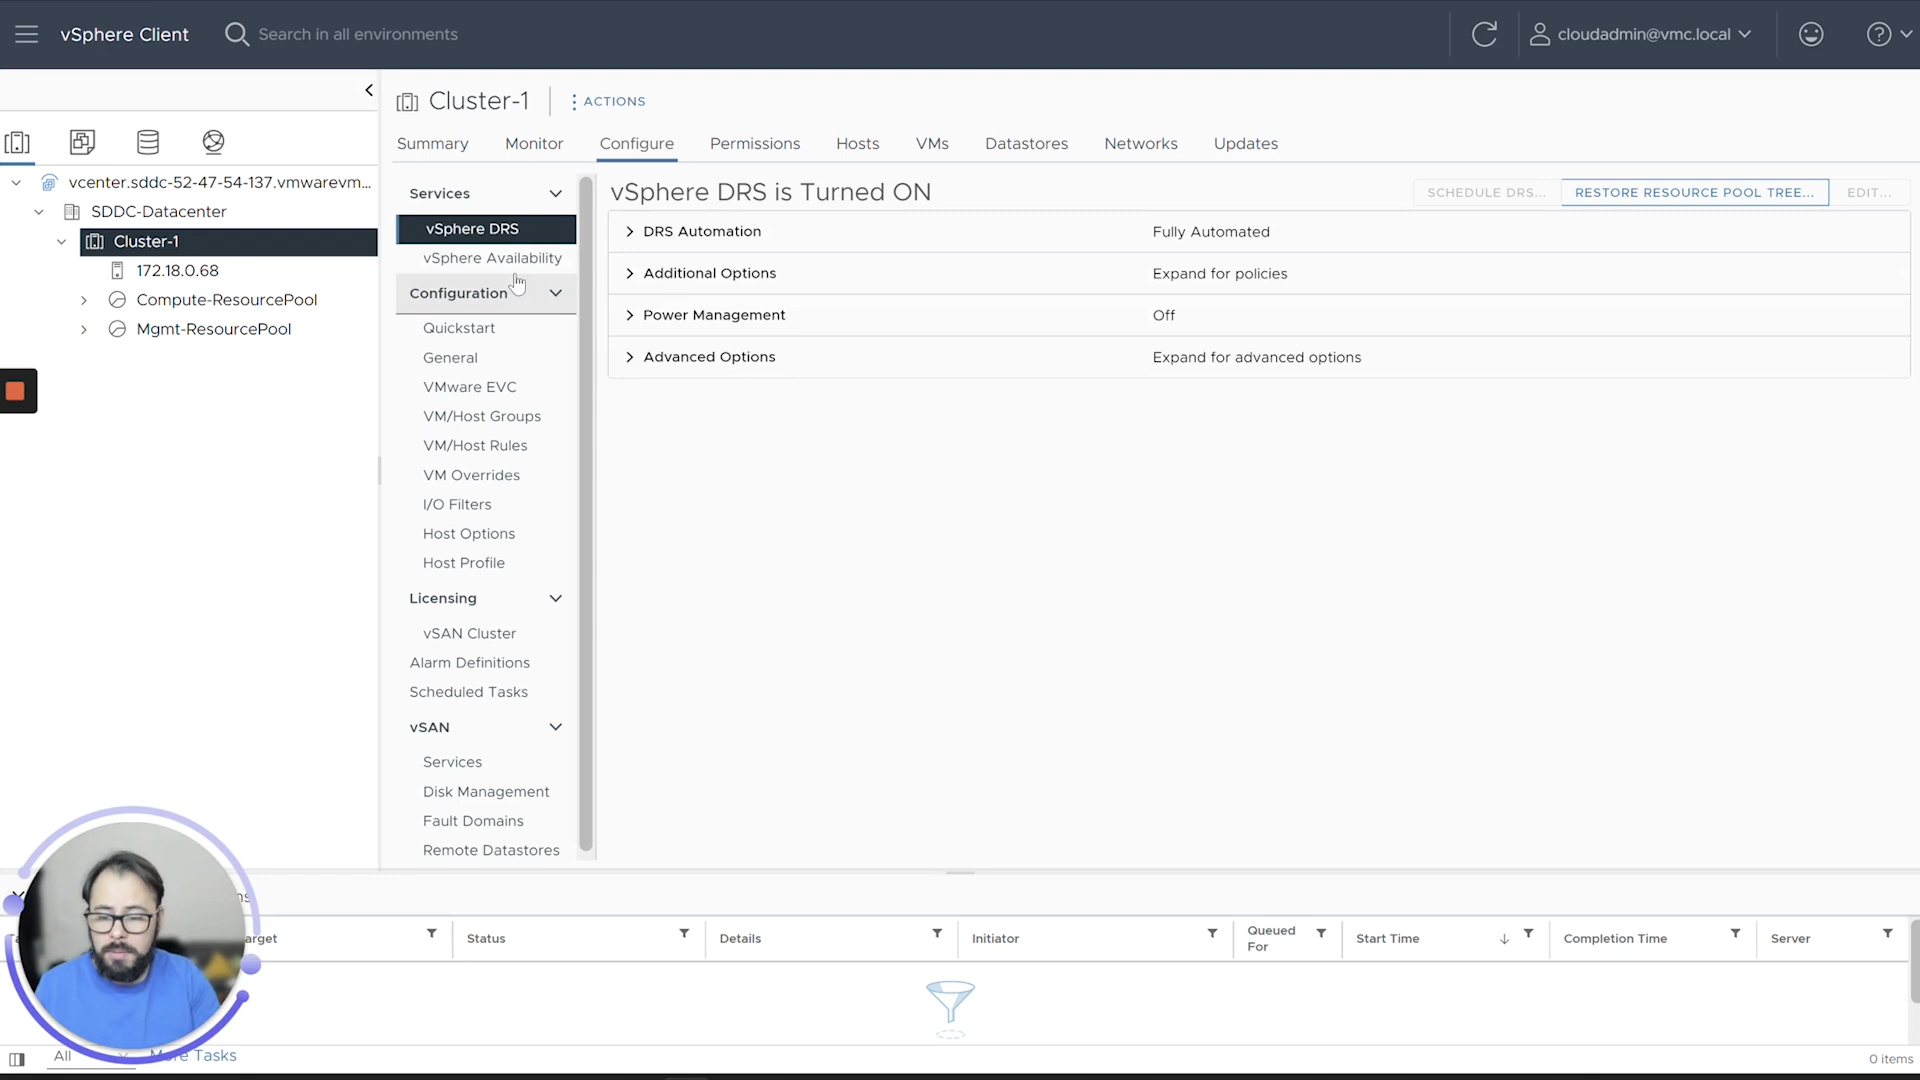 vSphere Client
Search in all environments
cloudadmin@vmc.local
Cluster-1
ACTIONS
Summary Monitor Configure Permissions Hosts VMs Datastores Networks Updates
vcenter.sddc-52-47-54-137.vmwarevm...
SDDC-Datacenter
Cluster-1
172.18.0.68
Compute-ResourcePool
Mgmt-ResourcePool
Services
vSphere DRS
vSphere Availability
Configuration
Quickstart
General
VMware EVC
VM/Host Groups
VM/Host Rules
VM Overrides
I/O Filters
Host Options
Host Profile
Licensing
vSAN Cluster
Alarm Definitions
Scheduled Tasks
vSAN
Services
Disk Management
Fault Domains
Remote Datastores
vSphere DRS is Turned ON
SCHEDULE DRS... RESTORE RESOURCE POOL TREE... EDIT...
DRS Automation Fully Automated
Additional Options Expand for policies
Power Management Off
Advanced Options Expand for advanced options
Status Details Initiator Queued For Start Time Completion Time Server
All
More Tasks
0 items